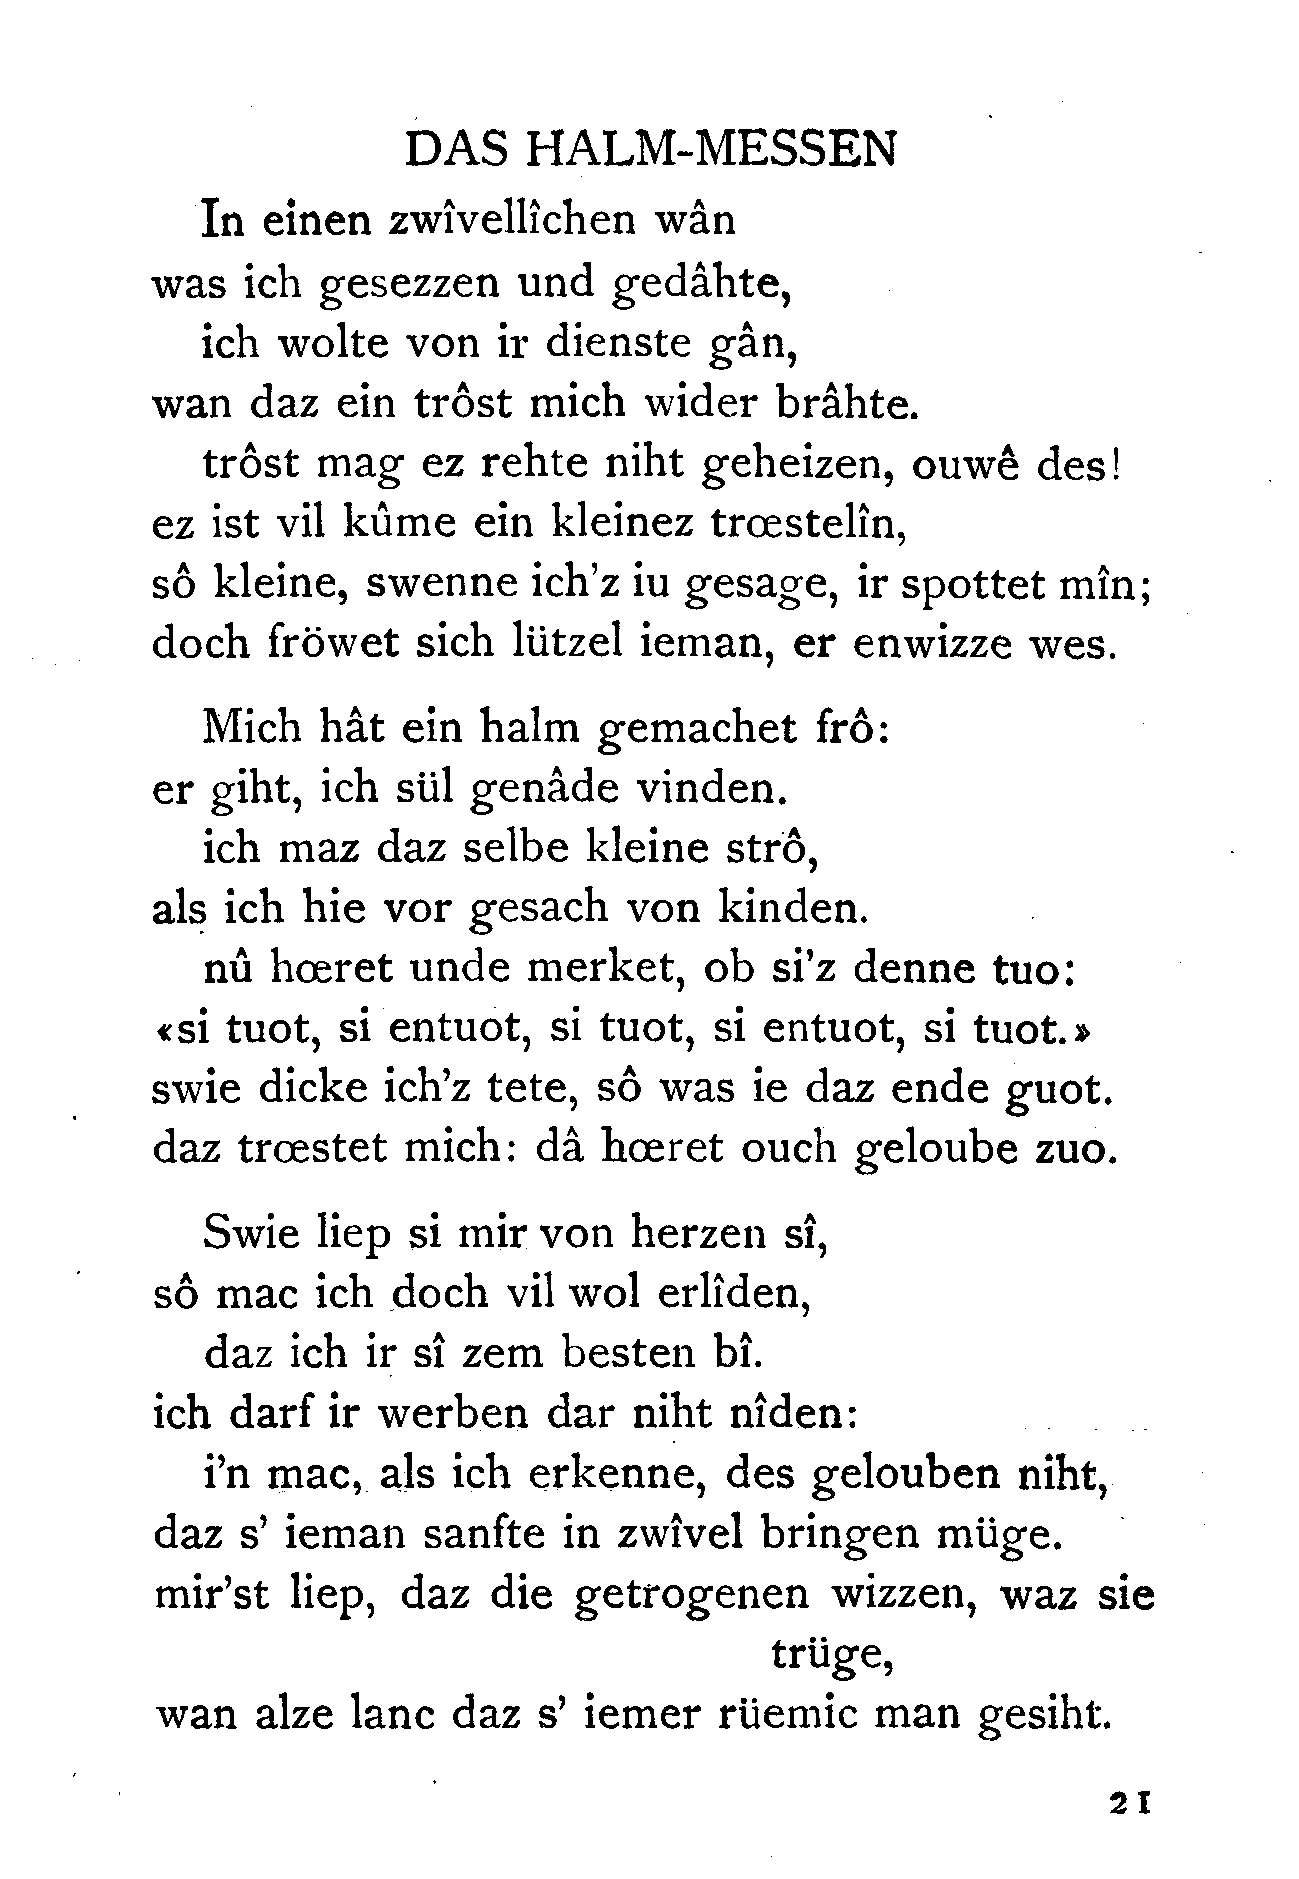 DAS HALM-MESSEN
In einen zwîvellîchen wân
was ich gesezzen und gedâhte,
ich wolte von ir dienste gân,
wan daz ein trôst mich wider brâhte.
trôst mag ez rehte niht geheizen, ouwê des!
ez ist vil kûme ein kleinez trœstelîn,
sô kleine, swenne ich’z iu gesage, ir spottet mîn;
doch fröwet sich lützel ieman, er enwizze wes.
Mich hât ein halm gemachet frô:
er giht, ich sül genâde vinden.
ich maz daz selbe kleine strô,
als ich hie vor gesach von kinden.
nû hœret unde merket, ob si’z denne tuo:
«si tuot, si entuot, si tuot, si entuot, si tuot.»
swie dicke ich’z tete, sô was ie daz ende guot.
daz trœstet mich: dâ hœret ouch geloube zuo.
Swie liep si mir von herzen sî,
sô mac ich doch vil wol erlîden,
daz ich ir sî zem besten bî.
ich darf ir werben dar niht nîden:
i’n mac, als ich erkenne, des gelouben niht,
daz s’ ieman sanfte in zwîvel bringen müge.
mir’st liep, daz die getrogenen wizzen, waz sie
trüge,
wan alze lanc daz s’ iemer rüemic man gesiht.
21